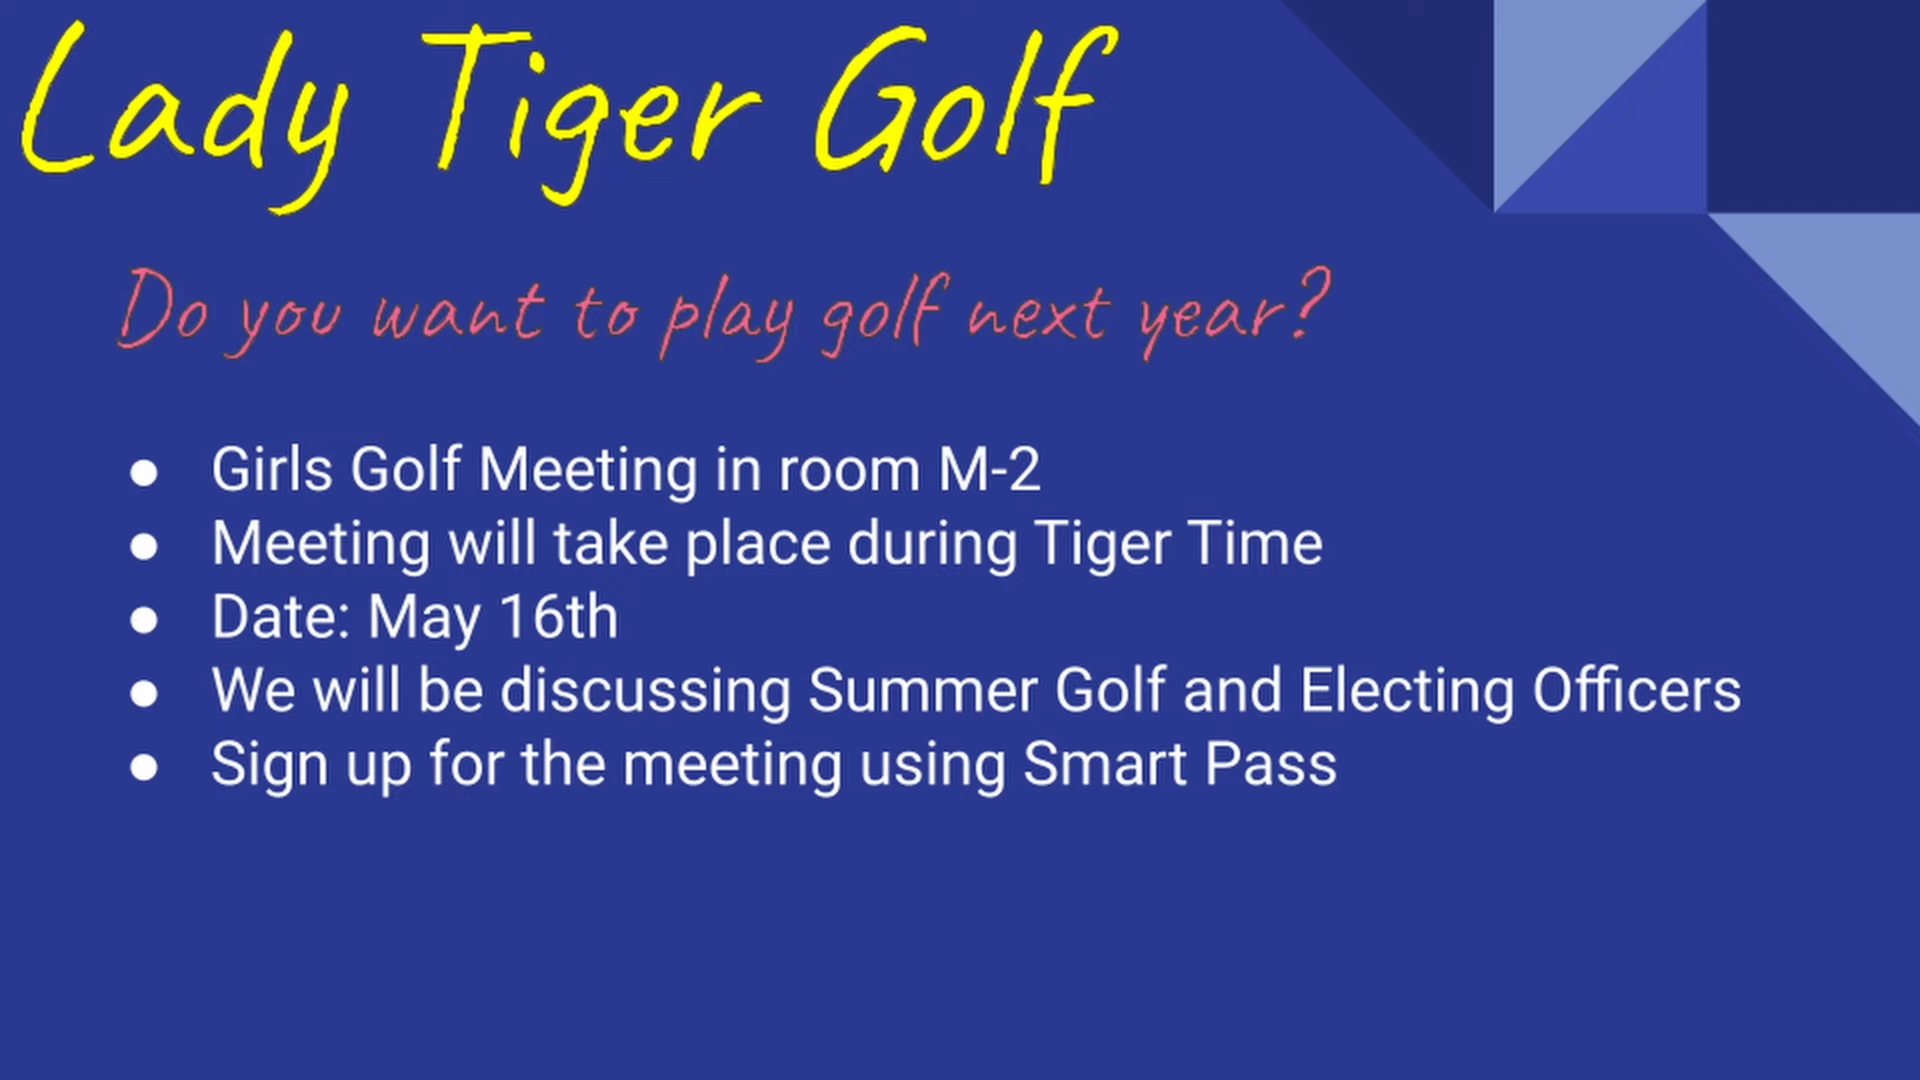 Lady Tiger Golf
Do you want to play golf next year?
● Girls Golf Meeting in room M-2
● Meeting will take place during Tiger Time
● Date: May 16th
● We will be discussing Summer Golf and Electing Officers
● Sign up for the meeting using Smart Pass